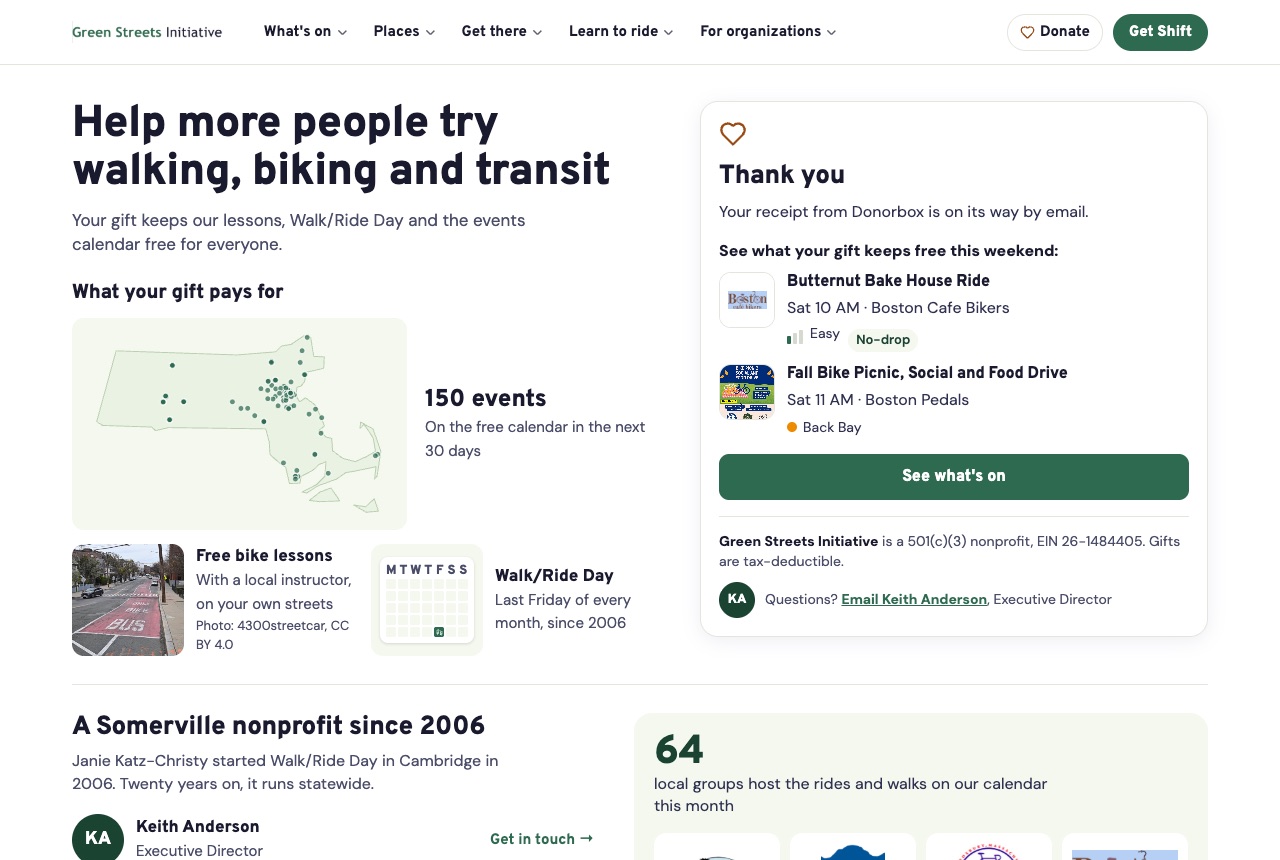 Green Streets Initiative
What's on
Places
Get there
Learn to ride
For organizations
Donate
Get Shift
Help more people try
walking, biking and transit
Your gift keeps our lessons, Walk/Ride Day and the events
calendar free for everyone.
What your gift pays for
150 events
On the free calendar in the next
30 days
BUS
Free bike lessons
With a local instructor,
on your own streets
Photo: 4300streetcar, CC
BY 4.0
M T W T F S S
Walk/Ride Day
Last Friday of every
month, since 2006
Thank you
Your receipt from Donorbox is on its way by email.
See what your gift keeps free this weekend:
Boston
cafe bikers
Butternut Bake House Ride
Sat 10 AM · Boston Cafe Bikers
Easy
No-drop
Fall Bike Picnic, Social and Food Drive
Sat 11 AM · Boston Pedals
Back Bay
See what's on
Green Streets Initiative is a 501(c)(3) nonprofit, EIN 26-1484405. Gifts
are tax-deductible.
KA
Questions? Email Keith Anderson, Executive Director
A Somerville nonprofit since 2006
Janie Katz-Christy started Walk/Ride Day in Cambridge in
2006. Twenty years on, it runs statewide.
KA
Keith Anderson
Executive Director
Get in touch →
64
local groups host the rides and walks on our calendar
this month